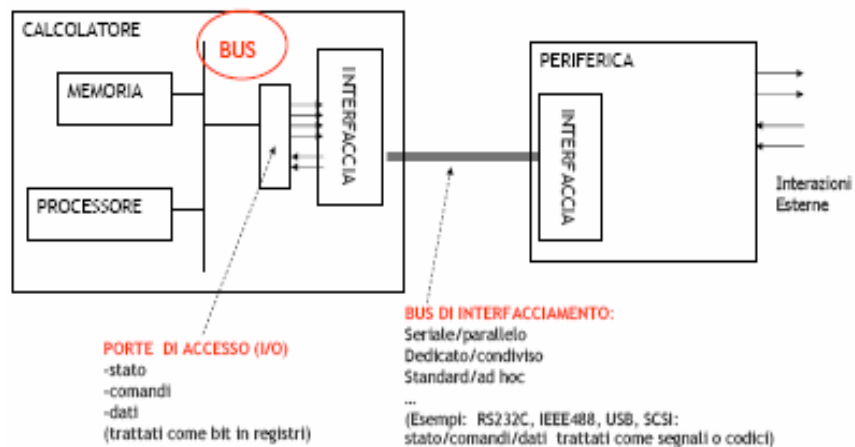 CALCOLATORE
BUS
MEMORIA
PROCESSORE
INTERFACCIA
PERIFERICA
INTERFACCIA
Interazioni
Esterne
PORTE DI ACCESSO (I/O)
-stato
-comandi
-dati
(trattati come bit in registri)
BUS DI INTERFACCIAMENTO:
Seriale/parallelo
Dedicato/condiviso
Standard/ad hoc
...
(Esempi: RS232C, IEEE488, USB, SCSI:
stato/comandi/dati trattati come segnali o codici)